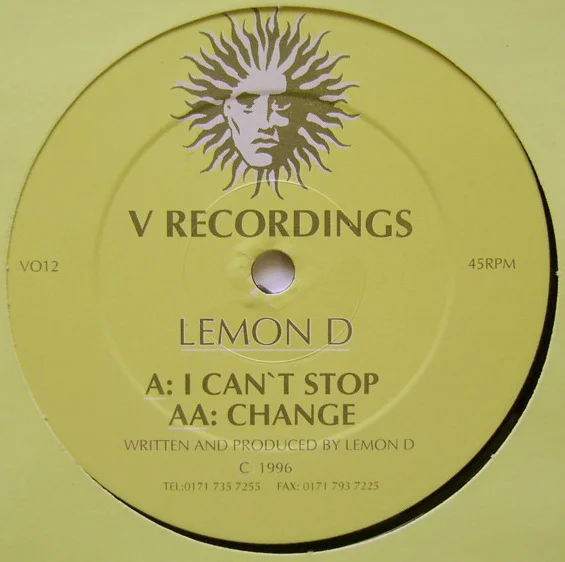 V RECORDINGS
VO12
45RPM
LEMON D
A: I CAN`T STOP
AA: CHANGE
WRITTEN AND PRODUCED BY LEMON D
C 1996
TEL:0171 735 7255 FAX: 0171 793 7225